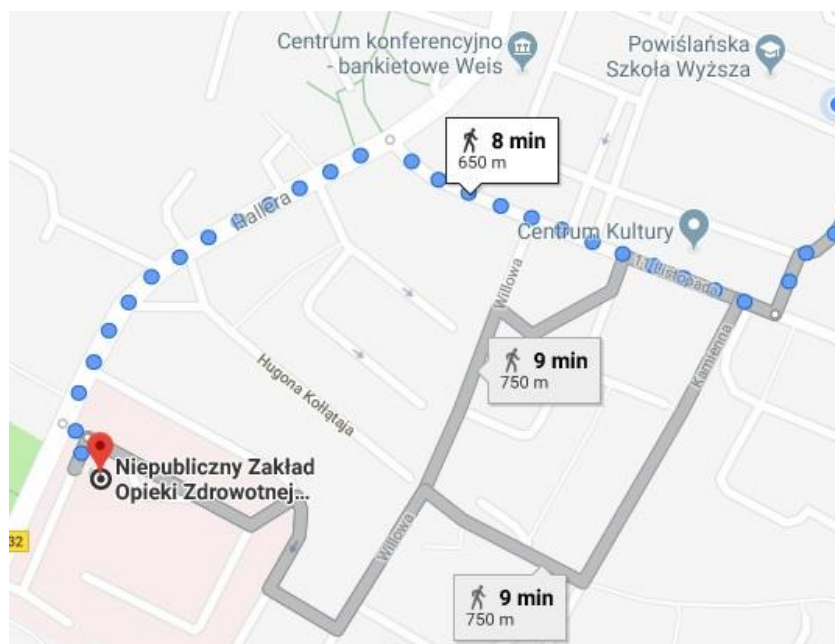 Centrum konferencyjno
- bankietowe Weis
Powiślańska
Szkoła Wyższa
8 min
650 m
Hallera
Centrum Kultury
11 Listopada
Willowa
Kamienna
9 min
750 m
Hugona Kołłątaja
Niepubliczny Zakład
Opieki Zdrowotnej...
32
Willowa
9 min
750 m